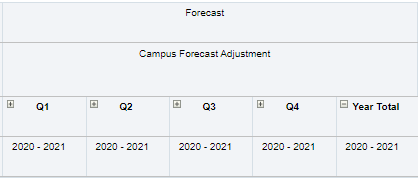 Forecast
Campus Forecast Adjustment
Q1 Q2 Q3 Q4 Year Total
2020 - 2021 2020 - 2021 2020 - 2021 2020 - 2021 2020 - 2021